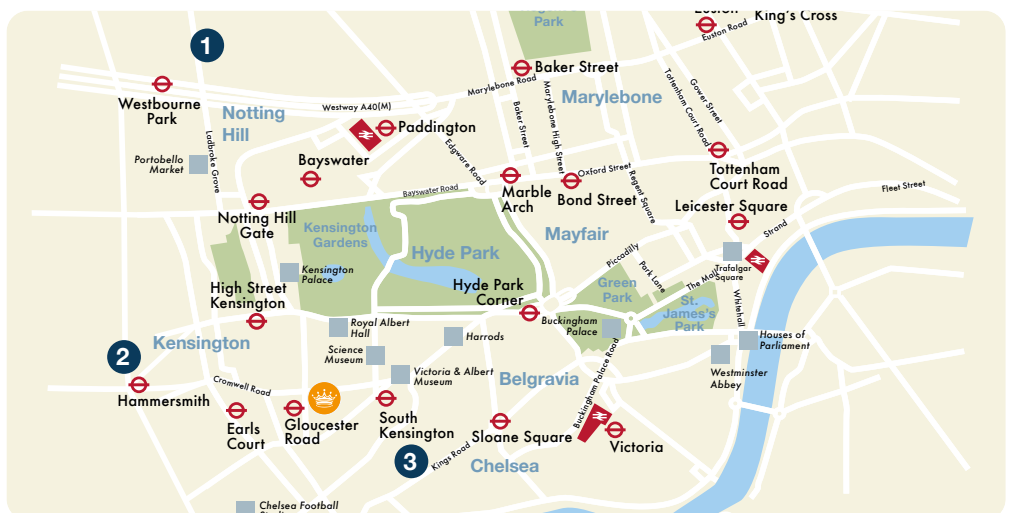 Park
Euston
King's Cross
Euston Road
1
Baker Street
Marylebone Road
Westbourne
Park
Notting
Hill
Westway A40(M)
Marylebone
Tottenham Court Road
Gower Street
Paddington
Baker Street
Marylebone High Street
Ladbrake Grove
Portobello
Market
Bayswater
Edgware Road
Oxford Street
Tottenham
Court Road
Bayswater Road
Marble
Arch
Bond Street
Regent Square
Fleet Street
Notting Hill
Gate
Leicester Square
Kensington
Gardens
Hyde Park
Mayfair
Strand
Piccadilly
Park Lane
Trafalgar
Square
Kensington
Palace
High Street
Kensington
Hyde Park
Corner
Green
Park
The Mall
St.
James's
Park
Whitehall
Royal Albert
Hall
Harrods
Buckingham
Palace
Houses of
Parliament
Kensington
2
Science
Museum
Victoria & Albert
Museum
Belgravia
Buckingham Palace Road
Westminster
Abbey
Hammersmith
Cromwell Road
Earls
Court
Gloucester
Road
South
Kensington
Sloane Square
Victoria
3
Kings Road
Chelsea
Chelsea Football